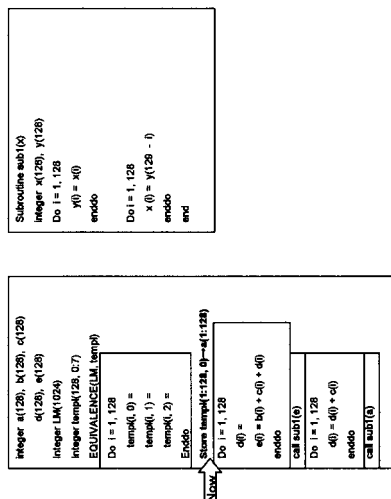 Subroutine sub1(x)
integer x(128), y(128)
Do i = 1, 128
y(i) = x(i)
enddo
Do i = 1, 128
x (i) = y(129 - i)
enddo
end
integer a(128), b(128), c(128)
d(128), e(128)
integer LM(1024)
integer templ(128, 0:7)
EQUIVALENCE(LM, templ)
Do i = 1, 128
templ(i, 0) =
templ(i, 1) =
templ(i, 2) =
Enddo
Store templ(1:128, 0)→a(1:128)
Now
Do i = 1, 128
d(i) =
e(i) = b(i) + c(i) + d(i)
enddo
call sub1(e)
Do i = 1, 128
d(i) = d(i) + c(i)
enddo
call sub1(a)